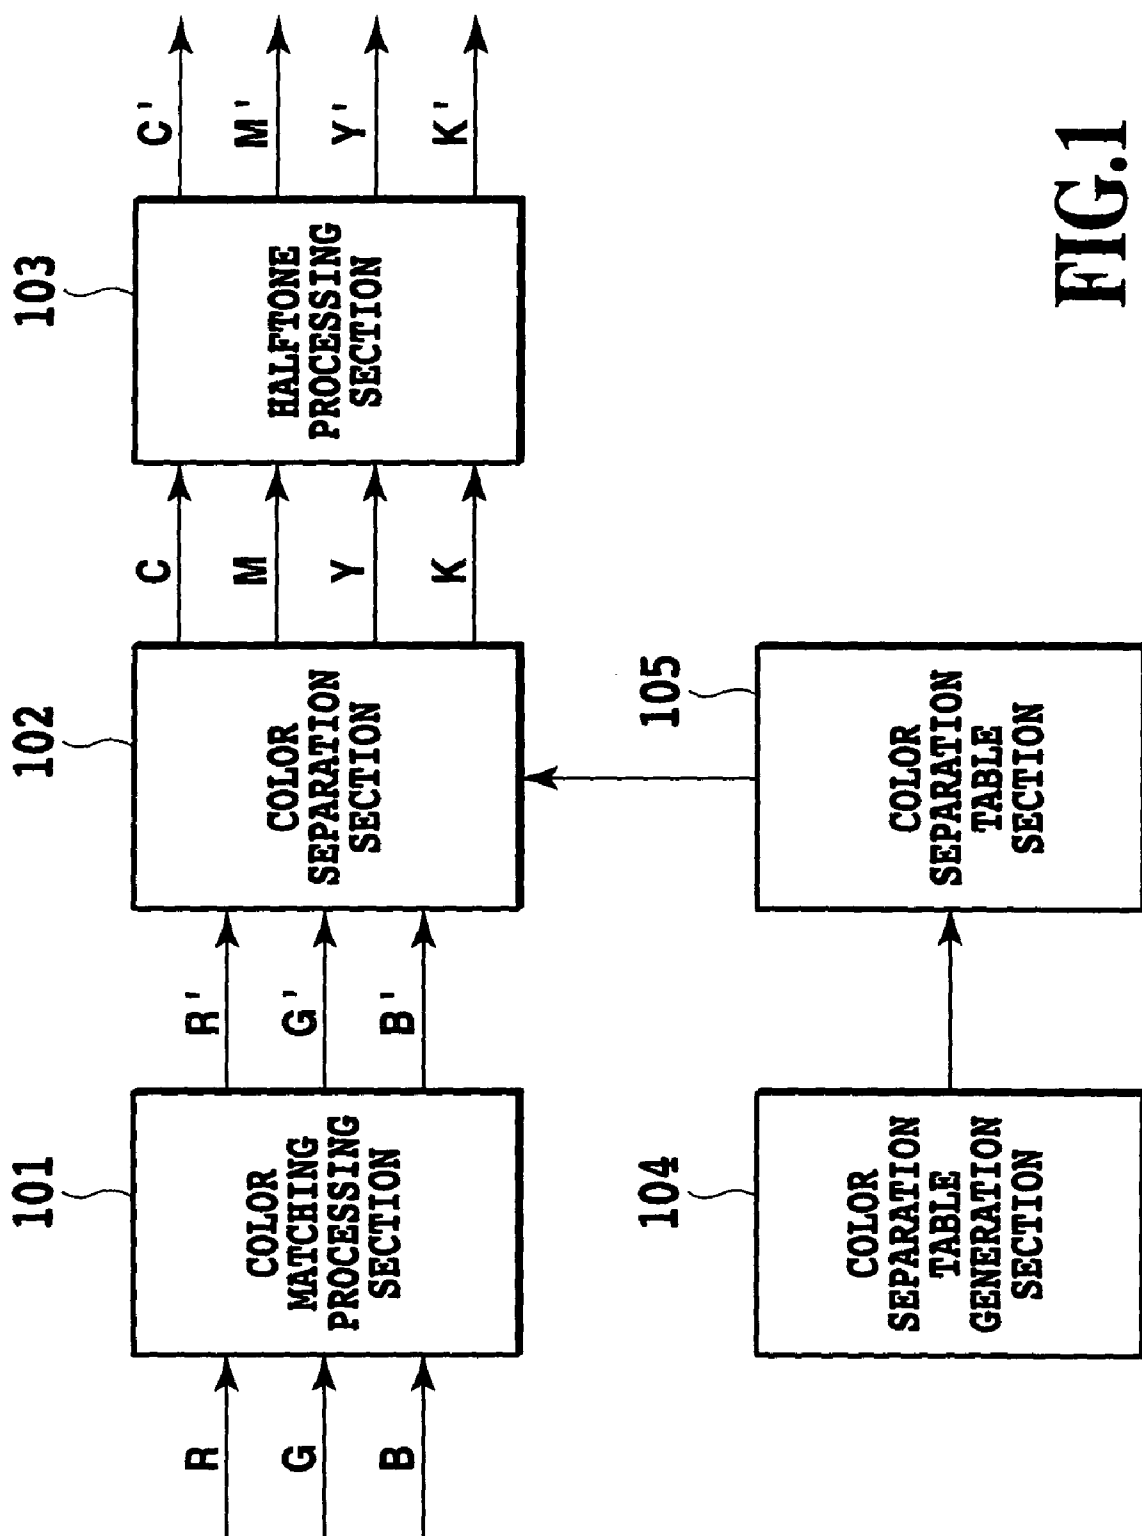 101
102
103
R
G
B
COLOR
MATCHING
PROCESSING
SECTION
R'
G'
B'
COLOR
SEPARATION
SECTION
C
M
Y
K
HALFTONE
PROCESSING
SECTION
C'
M'
Y'
K'
104
105
COLOR
SEPARATION
TABLE
GENERATION
SECTION
COLOR
SEPARATION
TABLE
SECTION
FIG.1